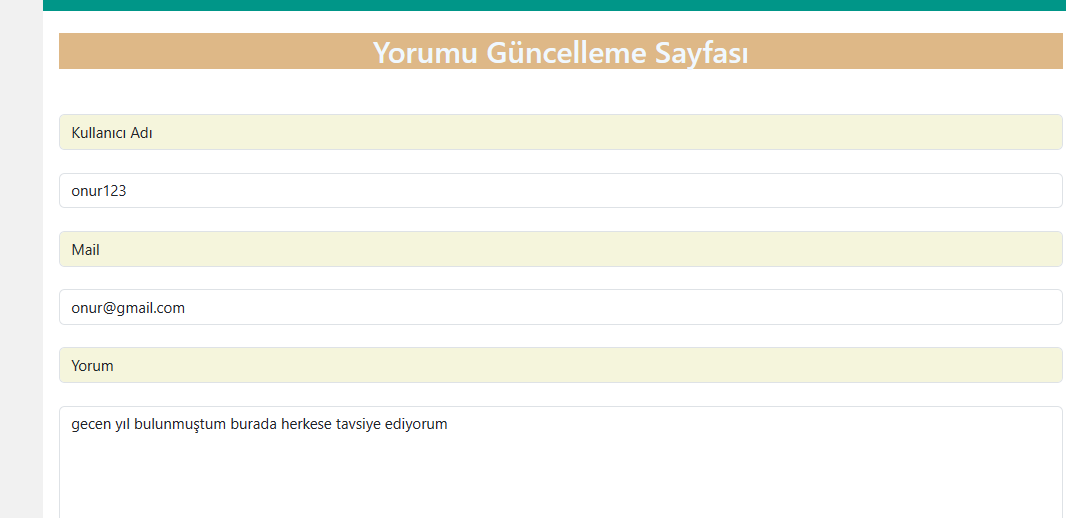 Yorumu Güncelleme Sayfası
Kullanıcı Adı
onur123
Mail
onur@gmail.com
Yorum
gecen yıl bulunmuştum burada herkese tavsiye ediyorum